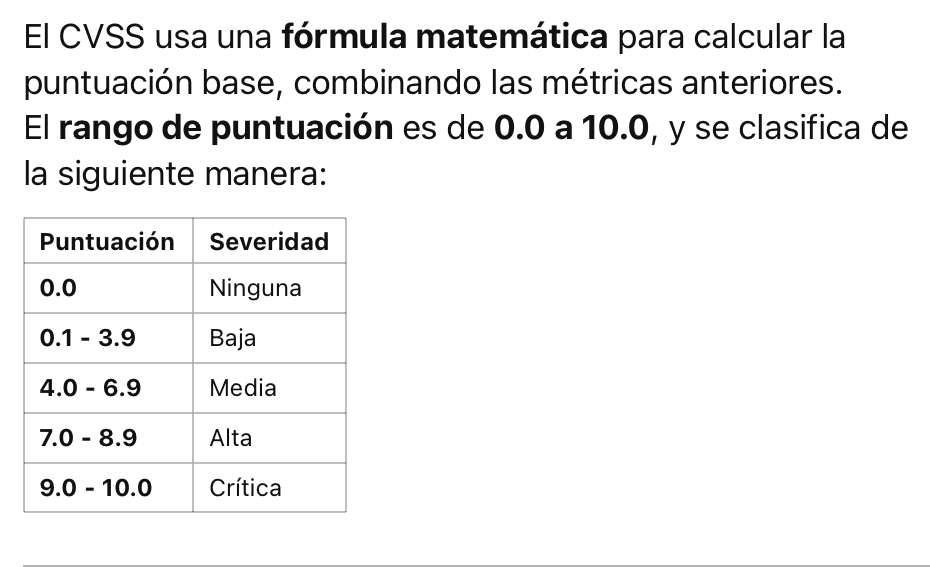 El CVSS usa una fórmula matemática para calcular la
puntuación base, combinando las métricas anteriores.
El rango de puntuación es de 0.0 a 10.0, y se clasifica de
la siguiente manera:
Puntuación Severidad
0.0 Ninguna
0.1 - 3.9 Baja
4.0 - 6.9 Media
7.0 - 8.9 Alta
9.0 - 10.0 Crítica